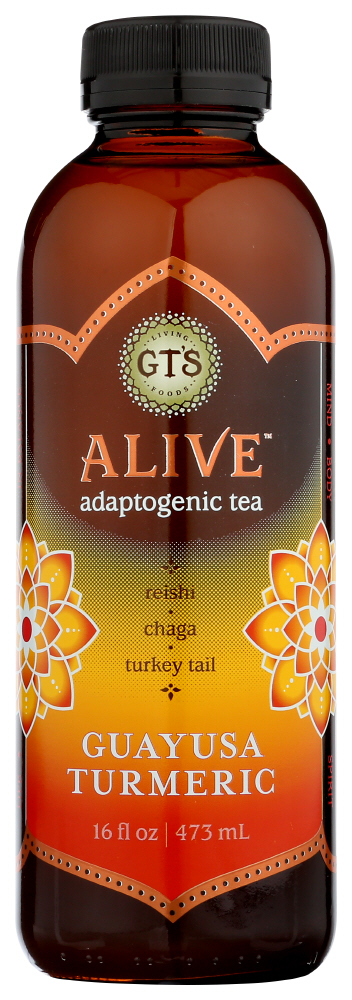 LIVING
GT'S
FOODS
ALIVE™
adaptogenic tea
reishi
chaga
turkey tail
GUAYUSA
TURMERIC
16 fl oz | 473 mL
MIND • BODY
SPIRIT